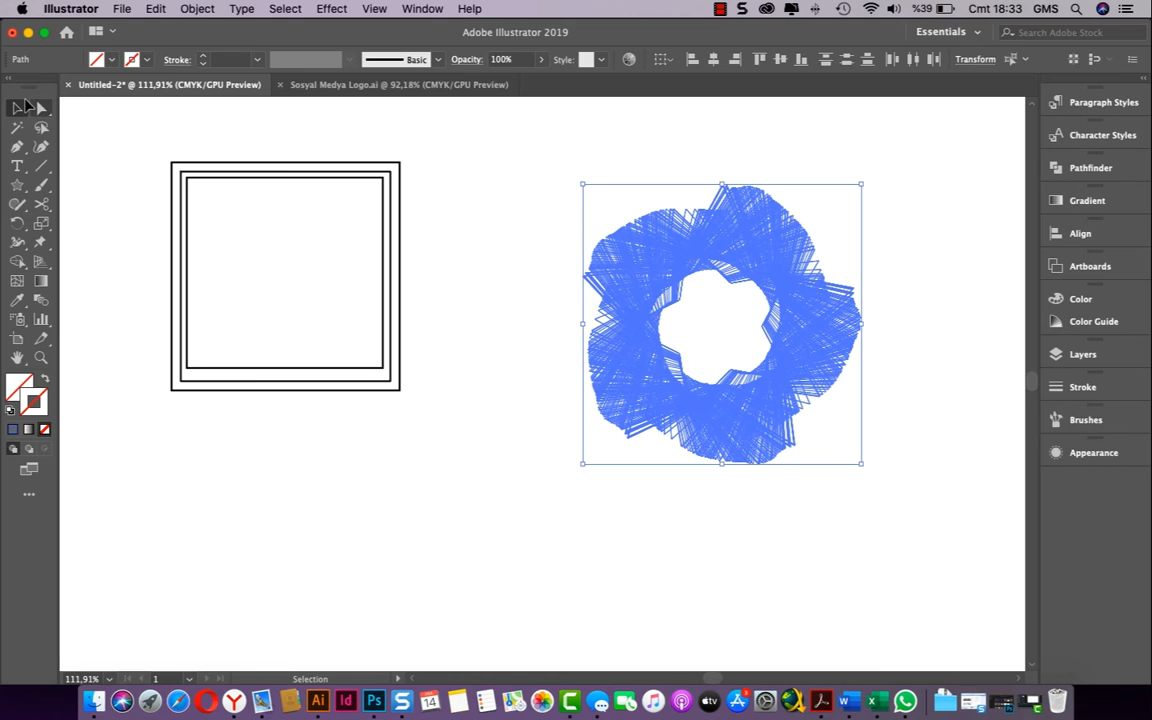 Illustrator File Edit Object Type Select Effect View Window Help %39 Cmt 18:33 GMS
Adobe Illustrator 2019 Essentials Search Adobe Stock
Path Stroke: Basic Opacity: 100% Style: Transform
Untitled-2* @ 111,91% (CMYK/GPU Preview) Sosyal Medya Logo.ai @ 92,18% (CMYK/GPU Preview)
Paragraph Styles
Character Styles
Pathfinder
Gradient
Align
Artboards
Color
Color Guide
Layers
Stroke
Brushes
Appearance
111,91% 1 Selection